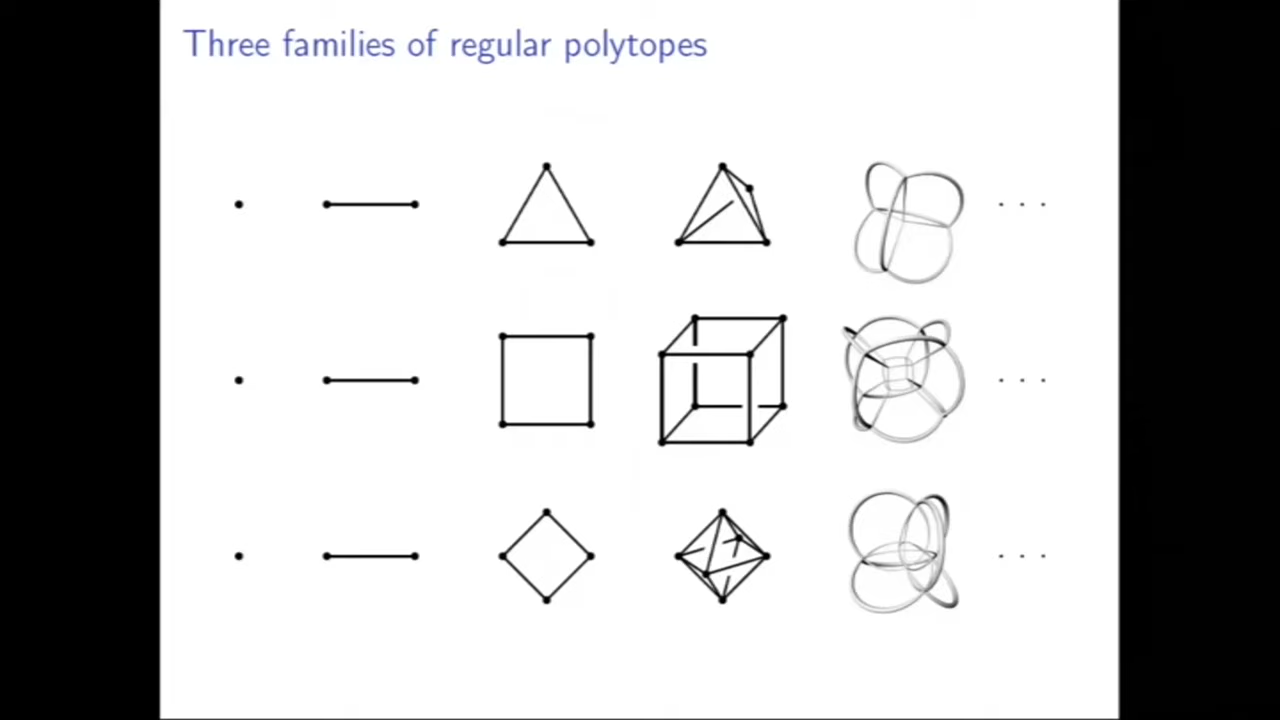 Three families of regular polytopes
. . .
. . .
. . .